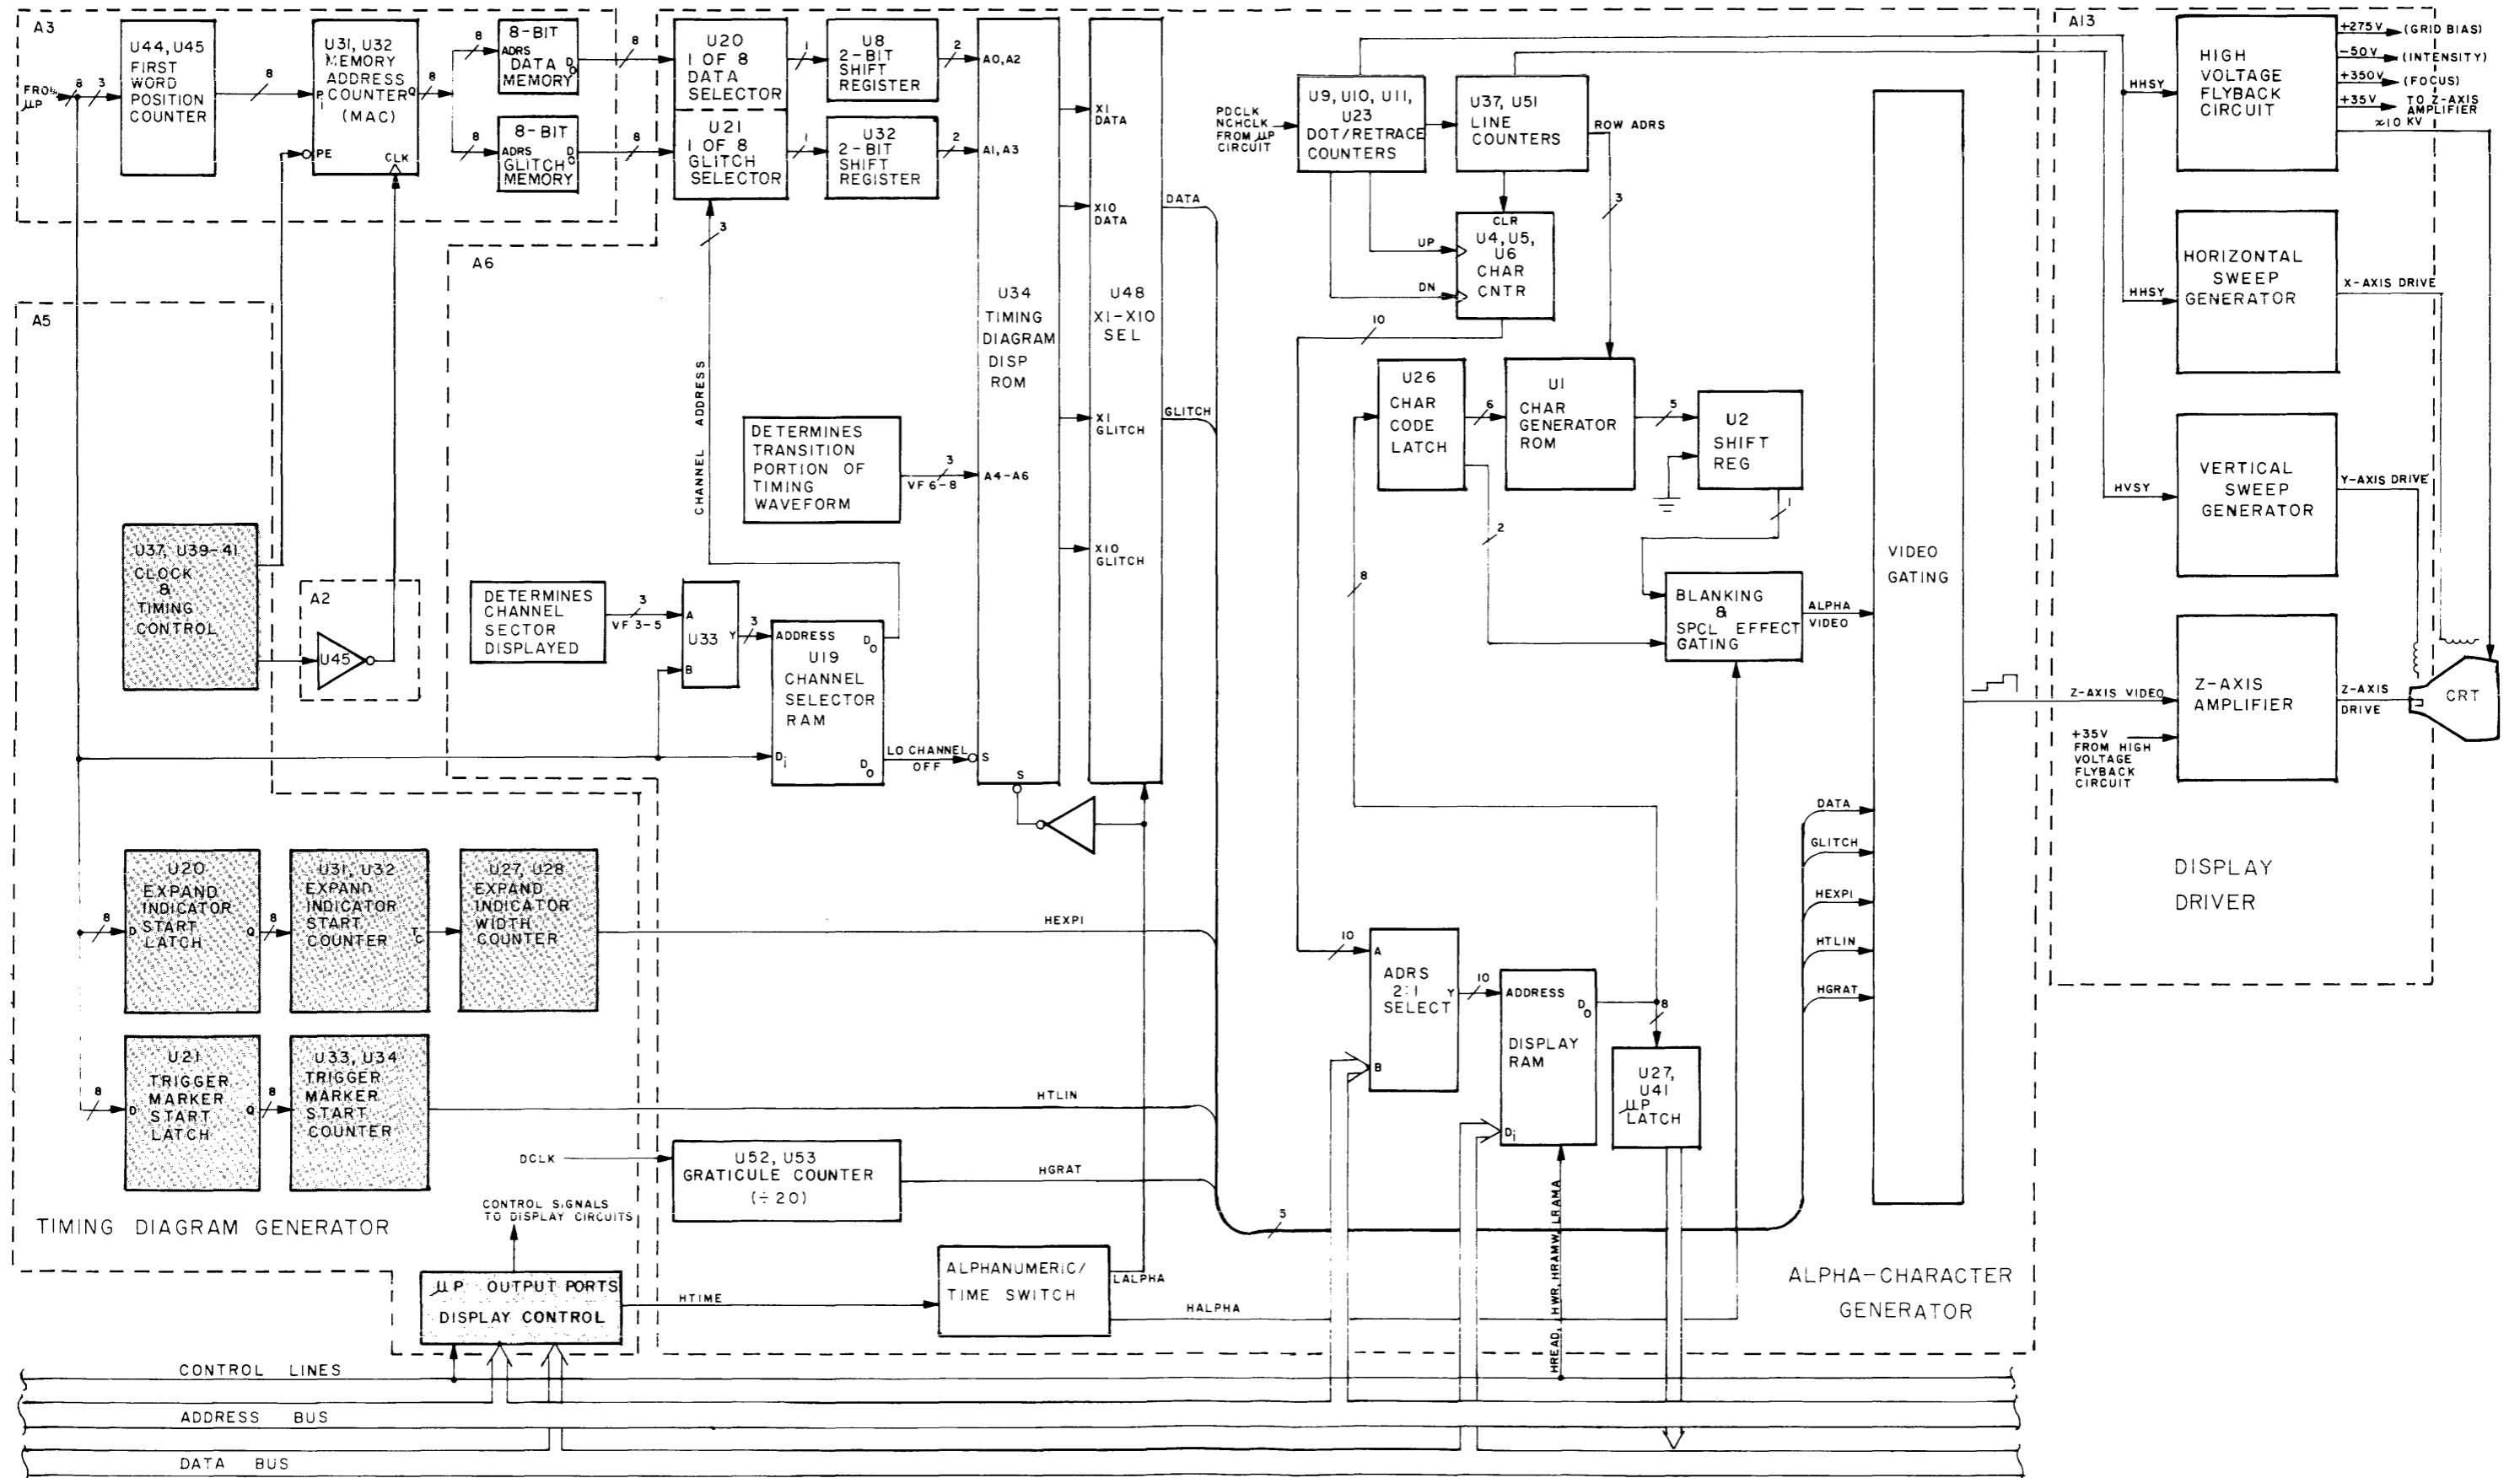 A3
FROM
μP
8
3
U44, U45
FIRST
WORD
POSITION
COUNTER
8
U31, U32
MEMORY
ADDRESS
COUNTER
(MAC)
Pi
Q
PE
CLK
8
8
8-BIT
ADRS
DATA
MEMORY
Do
8
8
8-BIT
ADRS
GLITCH
MEMORY
Do
8
U20
1 OF 8
DATA
SELECTOR
U21
1 OF 8
GLITCH
SELECTOR
3
1
U8
2-BIT
SHIFT
REGISTER
2
1
U32
2-BIT
SHIFT
REGISTER
2
A0, A2
A1, A3
U34
TIMING
DIAGRAM
DISP
ROM
A4-A6
S
S
X1
DATA
X10
DATA
U48
X1-X10
SEL
X1
GLITCH
X10
GLITCH
DATA
GLITCH
PDCLK
NCHCLK
FROM μP
CIRCUIT
U9, U10, U11,
U23
DOT/RETRACE
COUNTERS
U37, U51
LINE
COUNTERS
ROW ADRS
3
CLR
U4, U5,
U6
CHAR
CNTR
UP
DN
10
U26
CHAR
CODE
LATCH
6
U1
CHAR
GENERATOR
ROM
5
U2
SHIFT
REG
1
2
8
BLANKING
&
SPCL EFFECT
GATING
ALPHA
VIDEO
VIDEO
GATING
DATA
GLITCH
HEXPI
HTLIN
HGRAT
A13
HHSY
HIGH
VOLTAGE
FLYBACK
CIRCUIT
+275V (GRID BIAS)
-50V (INTENSITY)
+350V (FOCUS)
+35V TO Z-AXIS
AMPLIFIER
≈10 KV
HHSY
HORIZONTAL
SWEEP
GENERATOR
X-AXIS DRIVE
HVSY
VERTICAL
SWEEP
GENERATOR
Y-AXIS DRIVE
Z-AXIS VIDEO
Z-AXIS
AMPLIFIER
Z-AXIS
DRIVE
CRT
+35V
FROM HIGH
VOLTAGE
FLYBACK
CIRCUIT
DISPLAY
DRIVER
A5
A6
U37, U39-41
CLOCK
&
TIMING
CONTROL
A2
U45
CHANNEL ADDRESS
DETERMINES
TRANSITION
PORTION OF
TIMING
WAVEFORM
3
VF 6-8
DETERMINES
CHANNEL
SECTOR
DISPLAYED
3
VF 3-5
A
U33
Y
B
3
ADDRESS
Do
U19
CHANNEL
SELECTOR
RAM
Di
Do
LO CHANNEL
OFF
8
D
U20
EXPAND
INDICATOR
START
LATCH
Q
8
U31, U32
EXPAND
INDICATOR
START
COUNTER
TC
U27, U28
EXPAND
INDICATOR
WIDTH
COUNTER
HEXPI
8
D
U21
TRIGGER
MARKER
START
LATCH
Q
8
U33, U34
TRIGGER
MARKER
START
COUNTER
HTLIN
DCLK
U52, U53
GRATICULE COUNTER
(÷20)
HGRAT
5
10
A
ADRS
2:1
SELECT
Y
B
10
ADDRESS
Do
DISPLAY
RAM
Di
8
U27,
U41
μP
LATCH
HREAD, HWR, HRAMW, LRAMA
TIMING DIAGRAM GENERATOR
CONTROL SIGNALS
TO DISPLAY CIRCUITS
μP OUTPUT PORTS
DISPLAY CONTROL
HTIME
ALPHANUMERIC/
TIME SWITCH
LALPHA
HALPHA
ALPHA-CHARACTER
GENERATOR
CONTROL LINES
ADDRESS BUS
DATA BUS